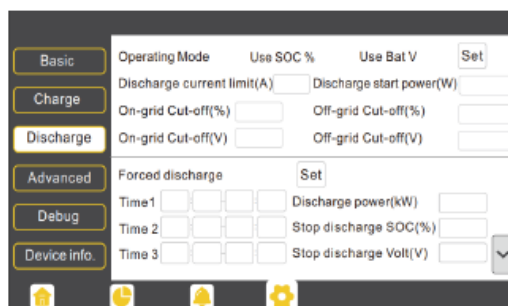 Basic
Charge
Discharge
Advanced
Debug
Device info.
Operating Mode Use SOC % Use Bat V Set
Discharge current limit(A) Discharge start power(W)
On-grid Cut-off(%) Off-grid Cut-off(%)
On-grid Cut-off(V) Off-grid Cut-off(V)
Forced discharge Set
Time1 Discharge power(kW)
Time 2 Stop discharge SOC(%)
Time 3 Stop discharge Volt(V)